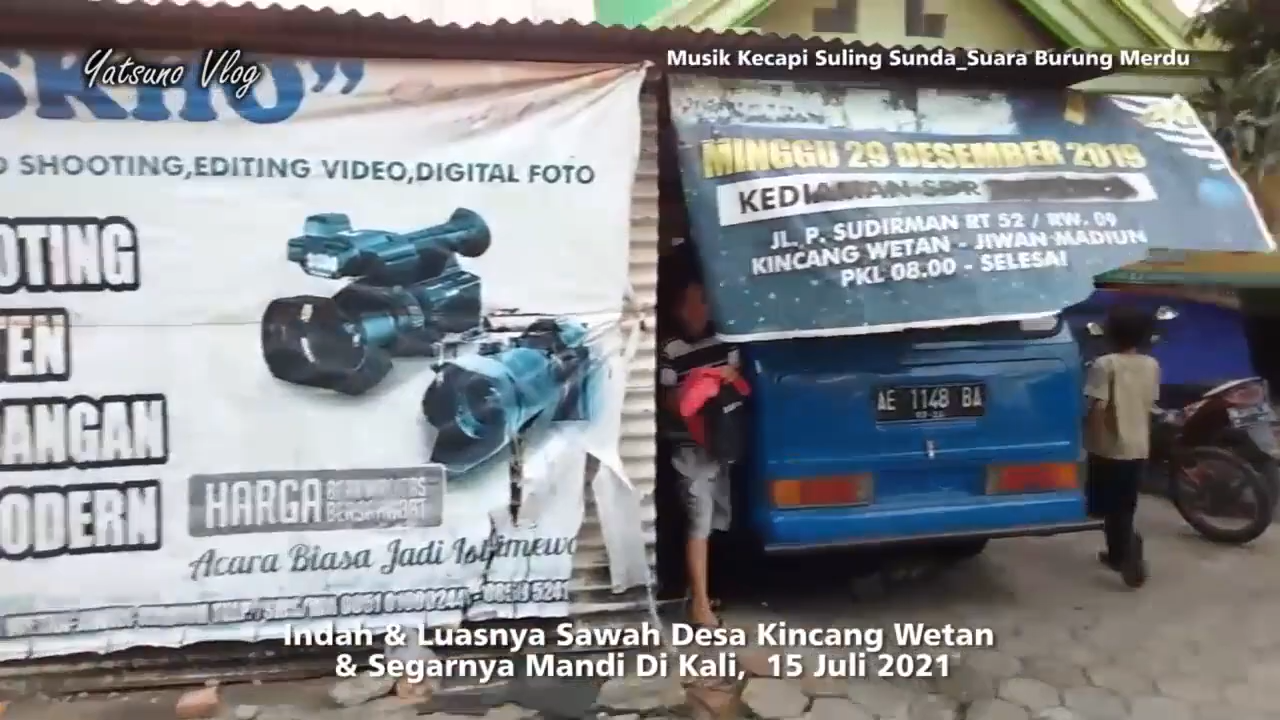 Yatsuno Vlog
Musik Kecapi Suling Sunda_Suara Burung Merdu
SHOOTING,EDITING VIDEO,DIGITAL FOTO
OTING
TEN
ANGAN
ODERN
HARGA
BERSAHABAT
Acara Biasa Jadi Istimewa
MINGGU 29 DESEMBER 2019
KEDIAMAN SDR
JL. P. SUDIRMAN RT 52 / RW. 09
KINCANG WETAN - JIWAN MADIUN
PKL 08.00 - SELESAI
AE 1148 BA
Indah & Luasnya Sawah Desa Kincang Wetan
& Segarnya Mandi Di Kali, 15 Juli 2021